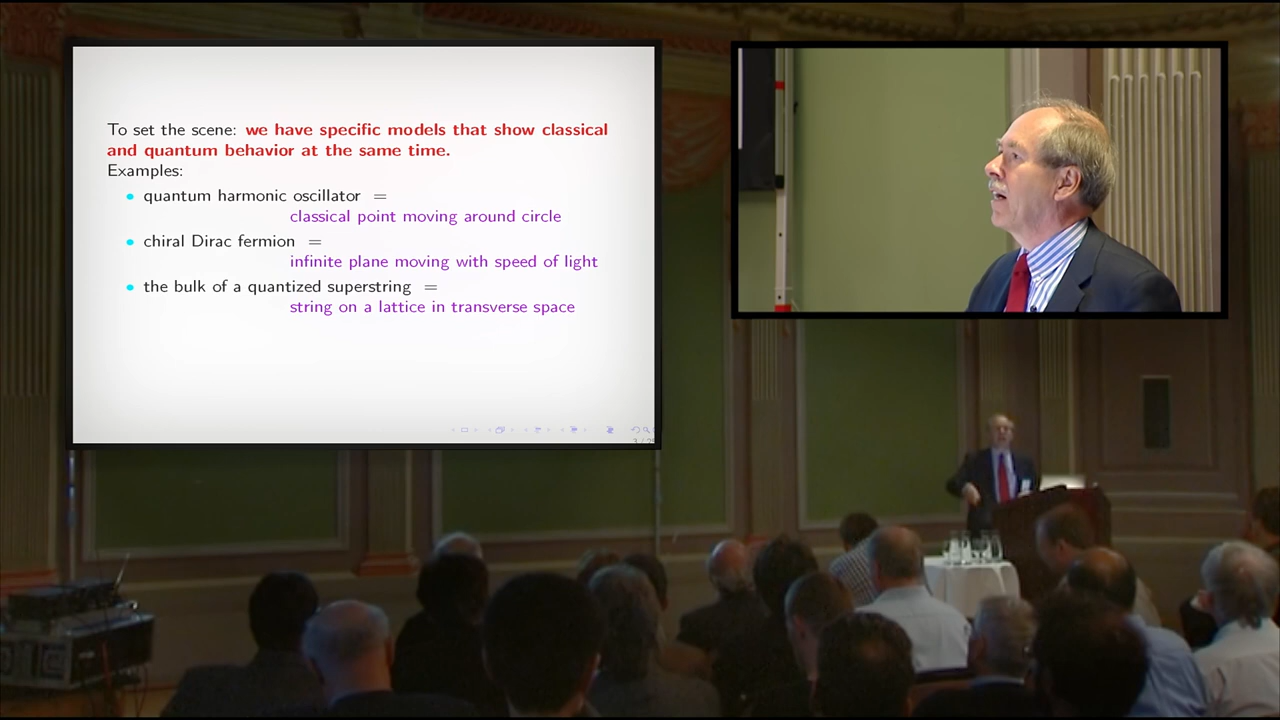 To set the scene: we have specific models that show classical
and quantum behavior at the same time.
Examples:
• quantum harmonic oscillator =
classical point moving around circle
• chiral Dirac fermion =
infinite plane moving with speed of light
• the bulk of a quantized superstring =
string on a lattice in transverse space